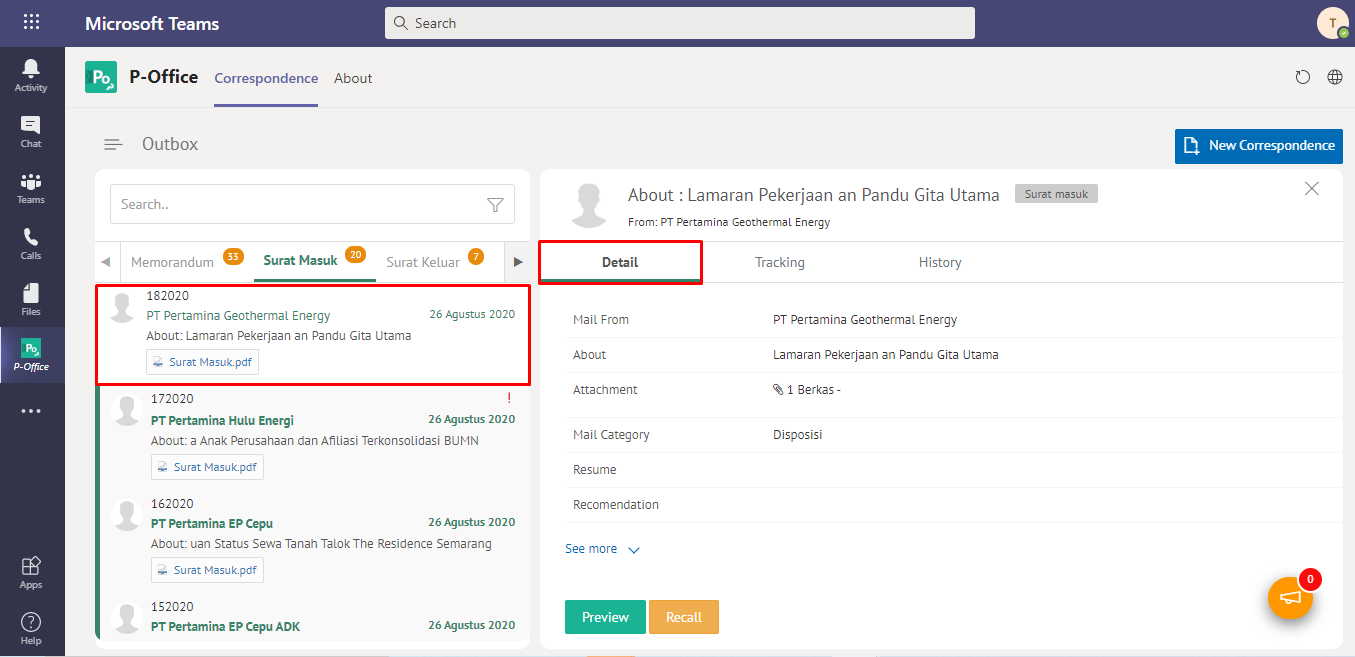 Microsoft Teams
Search
T
Activity
Chat
Teams
Calls
Files
P-Office
Apps
Help
Po
P-Office
Correspondence
About
Outbox
New Correspondence
Search..
Memorandum 33
Surat Masuk 20
Surat Keluar 7
182020
PT Pertamina Geothermal Energy 26 Agustus 2020
About: Lamaran Pekerjaan an Pandu Gita Utama
Surat Masuk.pdf
172020 !
PT Pertamina Hulu Energi 26 Agustus 2020
About: a Anak Perusahaan dan Afiliasi Terkonsolidasi BUMN
Surat Masuk.pdf
162020
PT Pertamina EP Cepu 26 Agustus 2020
About: uan Status Sewa Tanah Talok The Residence Semarang
Surat Masuk.pdf
152020
PT Pertamina EP Cepu ADK 26 Agustus 2020
About : Lamaran Pekerjaan an Pandu Gita Utama Surat masuk
From: PT Pertamina Geothermal Energy
Detail Tracking History
Mail From PT Pertamina Geothermal Energy
About Lamaran Pekerjaan an Pandu Gita Utama
Attachment 1 Berkas -
Mail Category Disposisi
Resume
Recomendation
See more
Preview Recall
0